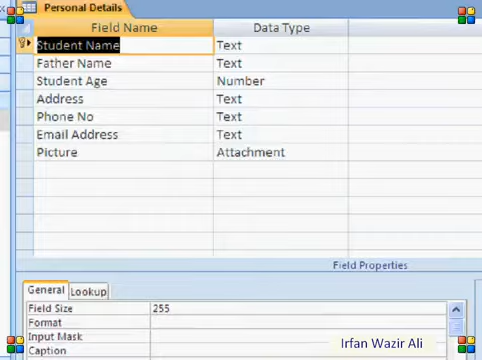 Personal Details
Field Name Data Type
Student Name Text
Father Name Text
Student Age Number
Address Text
Phone No Text
Email Address Text
Picture Attachment
Field Properties
General Lookup
Field Size 255
Format
Input Mask
Caption
Irfan Wazir Ali